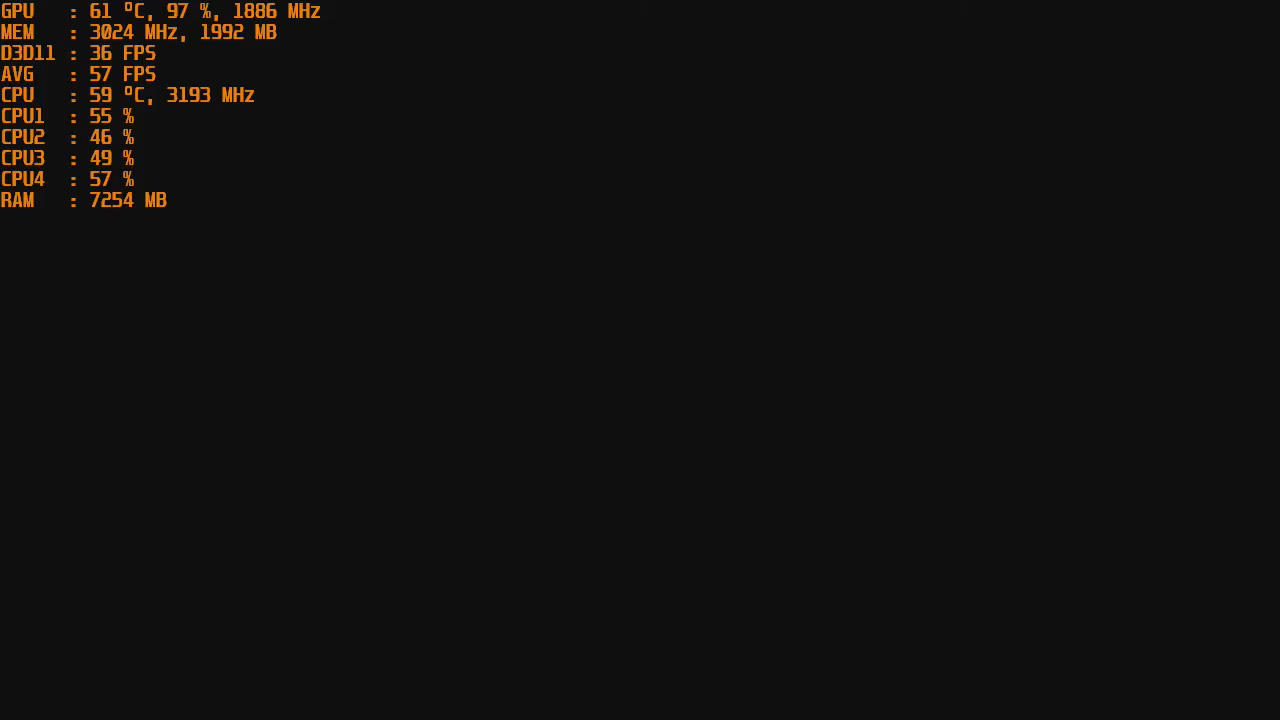 GPU : 61 °C, 97 %, 1886 MHz
MEM : 3024 MHz, 1992 MB
D3D11 : 36 FPS
AVG : 57 FPS
CPU : 59 °C, 3193 MHz
CPU1 : 55 %
CPU2 : 46 %
CPU3 : 49 %
CPU4 : 57 %
RAM : 7254 MB